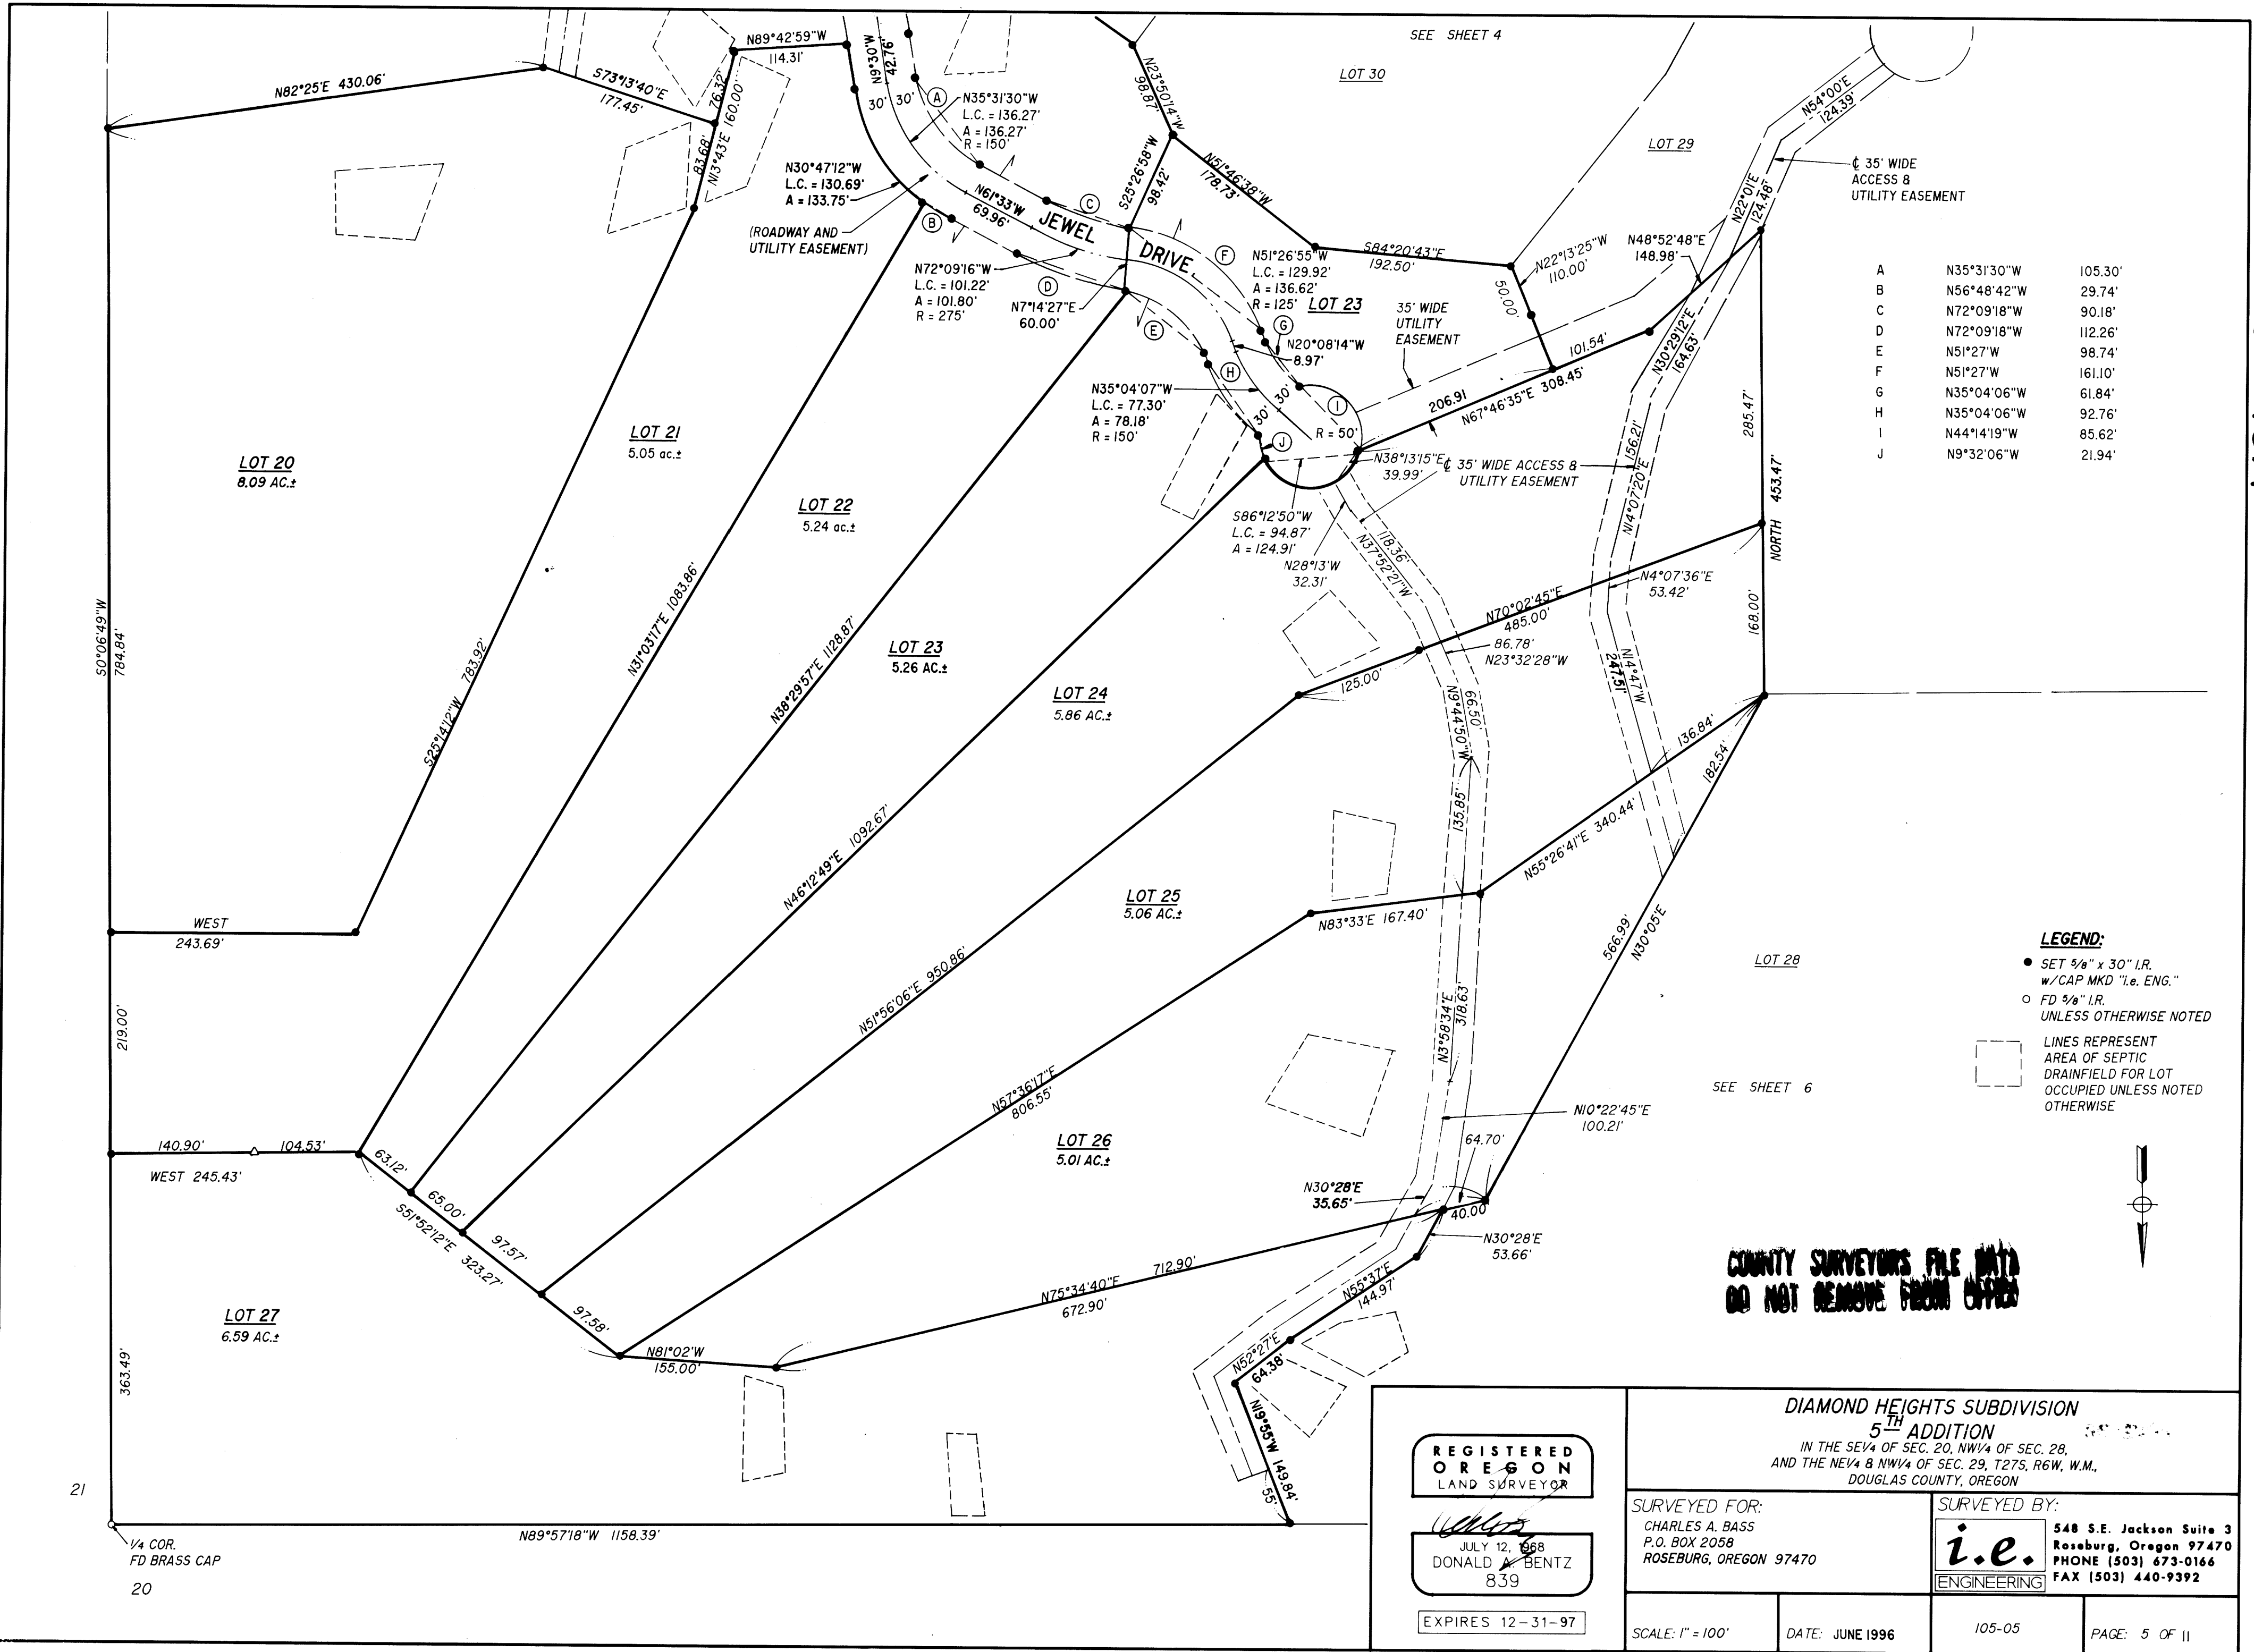 SEE SHEET 4
N89°42'59"W
114.31'
N9°30'W
42.76'
N82°25'E 430.06'
S73°13'40"E
177.45'
76.32'
N13°43'E 160.00'
83.68'
30' 30'
A
N35°31'30"W
L.C. = 136.27'
A = 136.27'
R = 150'
N23°50'14"W
98.87'
LOT 30
LOT 29
N54°00'E
124.39'
℄ 35' WIDE
ACCESS &
UTILITY EASEMENT
N30°47'12"W
L.C. = 130.69'
A = 133.75'
(ROADWAY AND
UTILITY EASEMENT)
B
N61°33'W
69.96'
JEWEL
DRIVE
C
S25°26'58"W
98.42'
N51°46'38"W
178.73'
S84°20'43"E
192.50'
N22°13'25"W
110.00'
50.00'
N48°52'48"E
148.98'
N22°01'E
124.48'
N72°09'16"W
L.C. = 101.22'
A = 101.80'
R = 275'
D
N7°14'27"E
60.00'
E
F
N51°26'55"W
L.C. = 129.92'
A = 136.62'
R = 125'
LOT 23
G
N20°08'14"W
8.97'
35' WIDE
UTILITY
EASEMENT
101.54'
N30°29'12"E
164.63'
N35°04'07"W
L.C. = 77.30'
A = 78.18'
R = 150'
H
30' 30'
I
R = 50'
J
206.91
N67°46'35"E 308.45'
N38°13'15"E
39.99'
℄ 35' WIDE ACCESS &
UTILITY EASEMENT
156.21'
N14°07'20"E
285.47'
NORTH 453.47'
168.00'
A N35°31'30"W 105.30'
B N56°48'42"W 29.74'
C N72°09'18"W 90.18'
D N72°09'18"W 112.26'
E N51°27'W 98.74'
F N51°27'W 161.10'
G N35°04'06"W 61.84'
H N35°04'06"W 92.76'
I N44°14'19"W 85.62'
J N9°32'06"W 21.94'
LOT 20
8.09 AC.±
LOT 21
5.05 ac.±
LOT 22
5.24 ac.±
LOT 23
5.26 AC.±
LOT 24
5.86 AC.±
S86°12'50"W
L.C. = 94.87'
A = 124.91'
N28°13'W
32.31'
118.36'
N37°52'21"W
N4°07'36"E
53.42'
N70°02'45"E
485.00'
86.78'
N23°32'28"W
125.00'
N14°47'W
247.51'
S0°06'49"W
784.84'
S25°14'12"W 783.92'
N31°03'17"E 1083.86'
N38°29'57"E 1128.87'
N46°12'49"E 1092.67'
N51°56'06"E 950.86'
N57°36'17"E
806.55'
66.50'
N9°44'50"W
135.85'
136.84'
182.54'
N55°26'41"E 340.44'
N83°33'E 167.40'
LOT 25
5.06 AC.±
566.99'
N30°05'E
LOT 28
N3°58'34"E
318.63'
SEE SHEET 6
WEST
243.69'
219.00'
140.90' 104.53'
WEST 245.43'
63.12'
65.00'
S51°52'12"E 323.27'
97.57'
97.58'
LOT 26
5.01 AC.±
N10°22'45"E
100.21'
64.70'
N30°28'E
35.65'
40.00
N30°28'E
53.66'
LOT 27
6.59 AC.±
363.49'
N81°02'W
155.00'
N75°34'40"E 712.90'
672.90'
N55°37'E
144.97'
N52°27'E
64.38'
N19°55'W 149.84'
55'
N89°57'18"W 1158.39'
21
1/4 COR.
FD BRASS CAP
20
LEGEND:
SET 5/8" x 30" I.R.
w/CAP MKD "i.e. ENG."
FD 5/8" I.R.
UNLESS OTHERWISE NOTED
LINES REPRESENT
AREA OF SEPTIC
DRAINFIELD FOR LOT
OCCUPIED UNLESS NOTED
OTHERWISE
COUNTY SURVEYORS FILE DATA
DO NOT REMOVE FROM OFFICE
REGISTERED
OREGON
LAND SURVEYOR
JULY 12, 1968
DONALD A. BENTZ
839
EXPIRES 12-31-97
DIAMOND HEIGHTS SUBDIVISION
5TH ADDITION
IN THE SE1/4 OF SEC. 20, NW1/4 OF SEC. 28,
AND THE NE1/4 & NW1/4 OF SEC. 29, T27S, R6W, W.M.,
DOUGLAS COUNTY, OREGON
SURVEYED FOR:
CHARLES A. BASS
P.O. BOX 2058
ROSEBURG, OREGON 97470
SURVEYED BY:
i.e.
ENGINEERING
548 S.E. Jackson Suite 3
Roseburg, Oregon 97470
PHONE (503) 673-0166
FAX (503) 440-9392
SCALE: 1" = 100'
DATE: JUNE 1996
105-05
PAGE: 5 OF 11